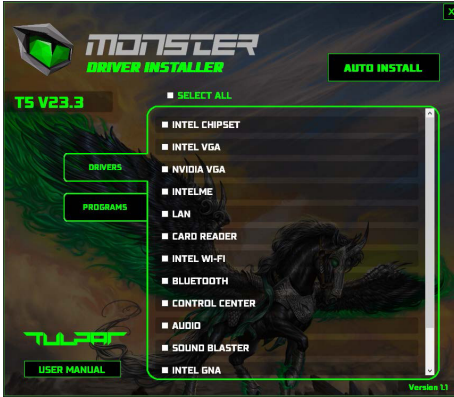 X
MONSTER
DRIVER INSTALLER
AUTO INSTALL
T5 V23.3
SELECT ALL
INTEL CHIPSET
INTEL VGA
NVIDIA VGA
INTELME
LAN
CARD READER
INTEL WI-FI
BLUETOOTH
CONTROL CENTER
AUDIO
SOUND BLASTER
INTEL GNA
DRIVERS
PROGRAMS
TULPAR
USER MANUAL
Version 1.1